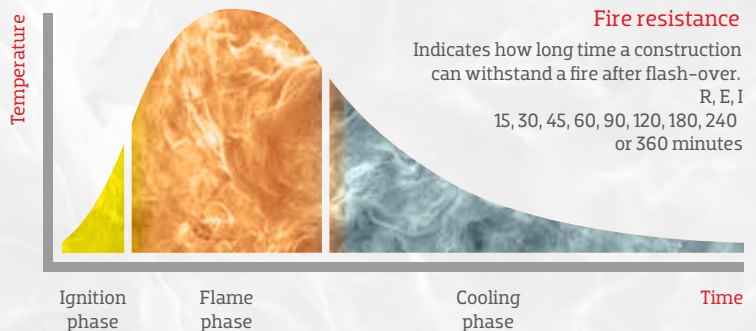 Temperature
Fire resistance
Indicates how long time a construction
can withstand a fire after flash-over.
R, E, I
15, 30, 45, 60, 90, 120, 180, 240
or 360 minutes
Ignition
phase
Flame
phase
Cooling
phase
Time